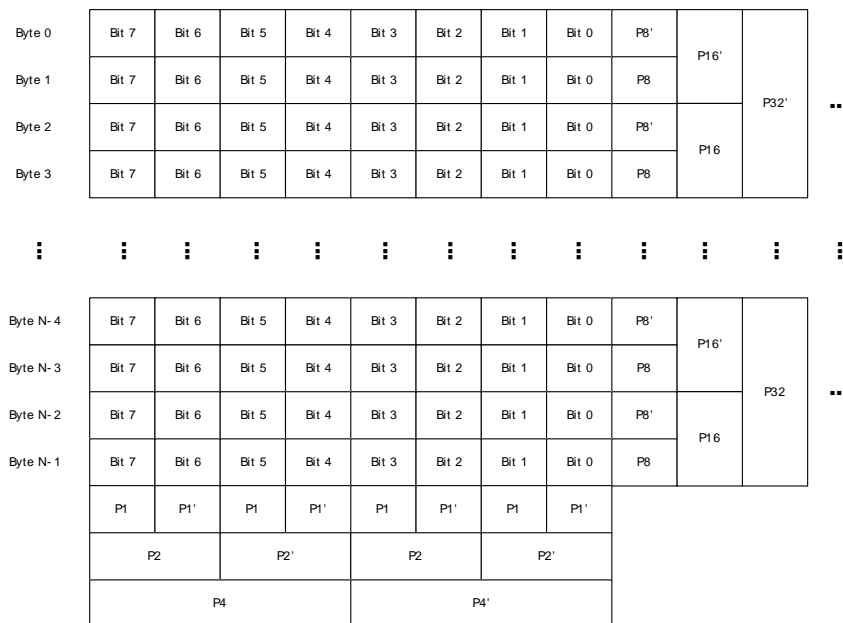 Byte 0 Bit 7 Bit 6 Bit 5 Bit 4 Bit 3 Bit 2 Bit 1 Bit 0 P8'
P16'
Byte 1 Bit 7 Bit 6 Bit 5 Bit 4 Bit 3 Bit 2 Bit 1 Bit 0 P8
P32'
Byte 2 Bit 7 Bit 6 Bit 5 Bit 4 Bit 3 Bit 2 Bit 1 Bit 0 P8'
P16
Byte 3 Bit 7 Bit 6 Bit 5 Bit 4 Bit 3 Bit 2 Bit 1 Bit 0 P8
Byte N-4 Bit 7 Bit 6 Bit 5 Bit 4 Bit 3 Bit 2 Bit 1 Bit 0 P8'
P16'
Byte N-3 Bit 7 Bit 6 Bit 5 Bit 4 Bit 3 Bit 2 Bit 1 Bit 0 P8
P32
Byte N-2 Bit 7 Bit 6 Bit 5 Bit 4 Bit 3 Bit 2 Bit 1 Bit 0 P8'
P16
Byte N-1 Bit 7 Bit 6 Bit 5 Bit 4 Bit 3 Bit 2 Bit 1 Bit 0 P8
P1 P1' P1 P1' P1 P1' P1 P1'
P2 P2' P2 P2'
P4 P4'